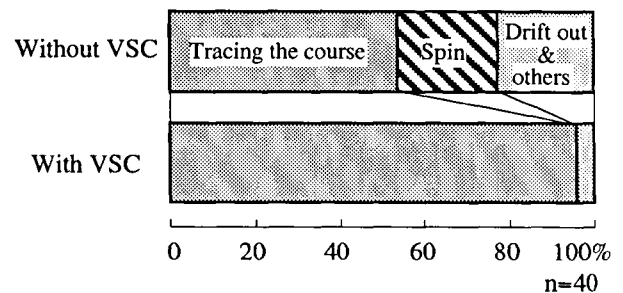 Without VSC
Tracing the course
Spin
Drift out
&
others
With VSC
0 20 40 60 80 100%
n=40